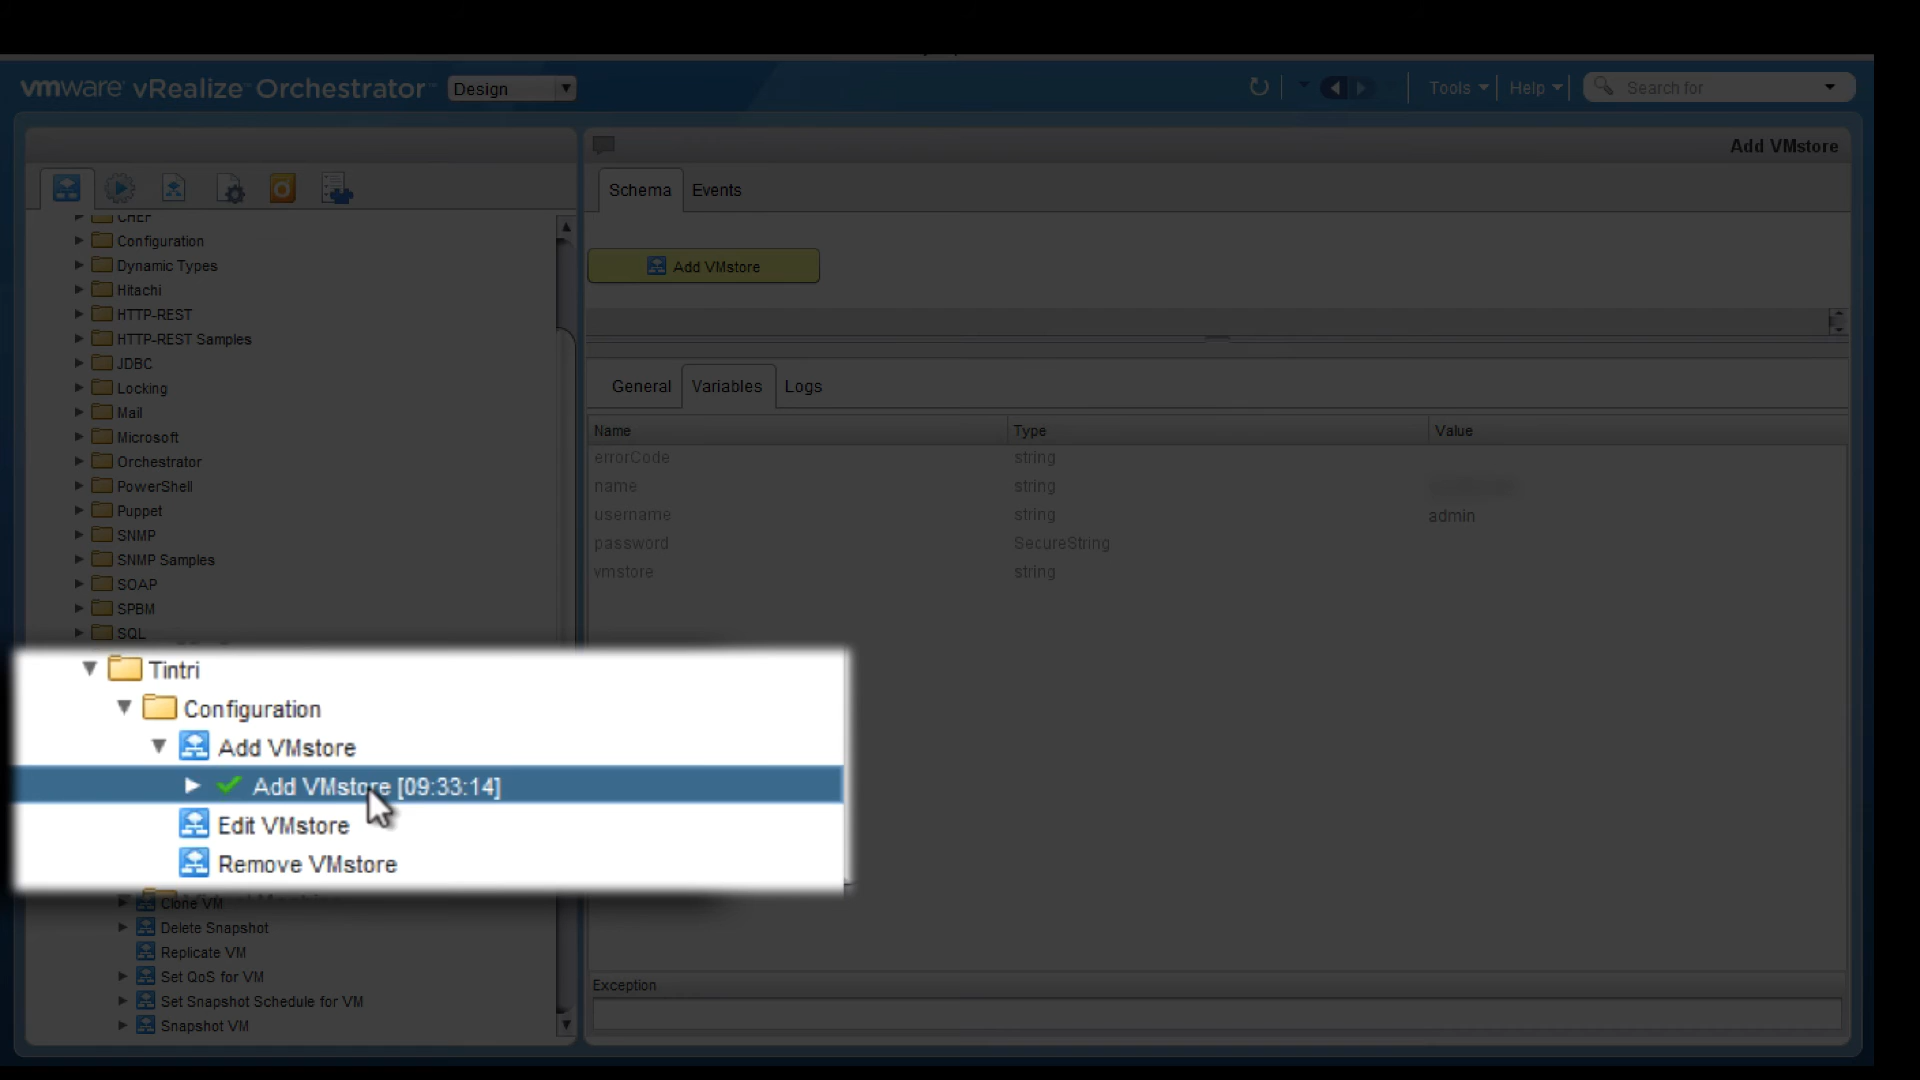 vmware vRealize Orchestrator Design Tools Help Search for
Add VMstore
Schema Events
CHEF
Configuration
Dynamic Types
Hitachi
HTTP-REST
HTTP-REST Samples
JDBC
Locking
Mail
Microsoft
Orchestrator
PowerShell
Puppet
SNMP
SNMP Samples
SOAP
SPBM
SQL
Tintri
Configuration
Add VMstore
Add VMstore [09:33:14]
Edit VMstore
Remove VMstore
Clone VM
Delete Snapshot
Replicate VM
Set QoS for VM
Set Snapshot Schedule for VM
Snapshot VM
Add VMstore
General Variables Logs
Name Type Value
errorCode string
name string
username string admin
password SecureString
vmstore string
Exception